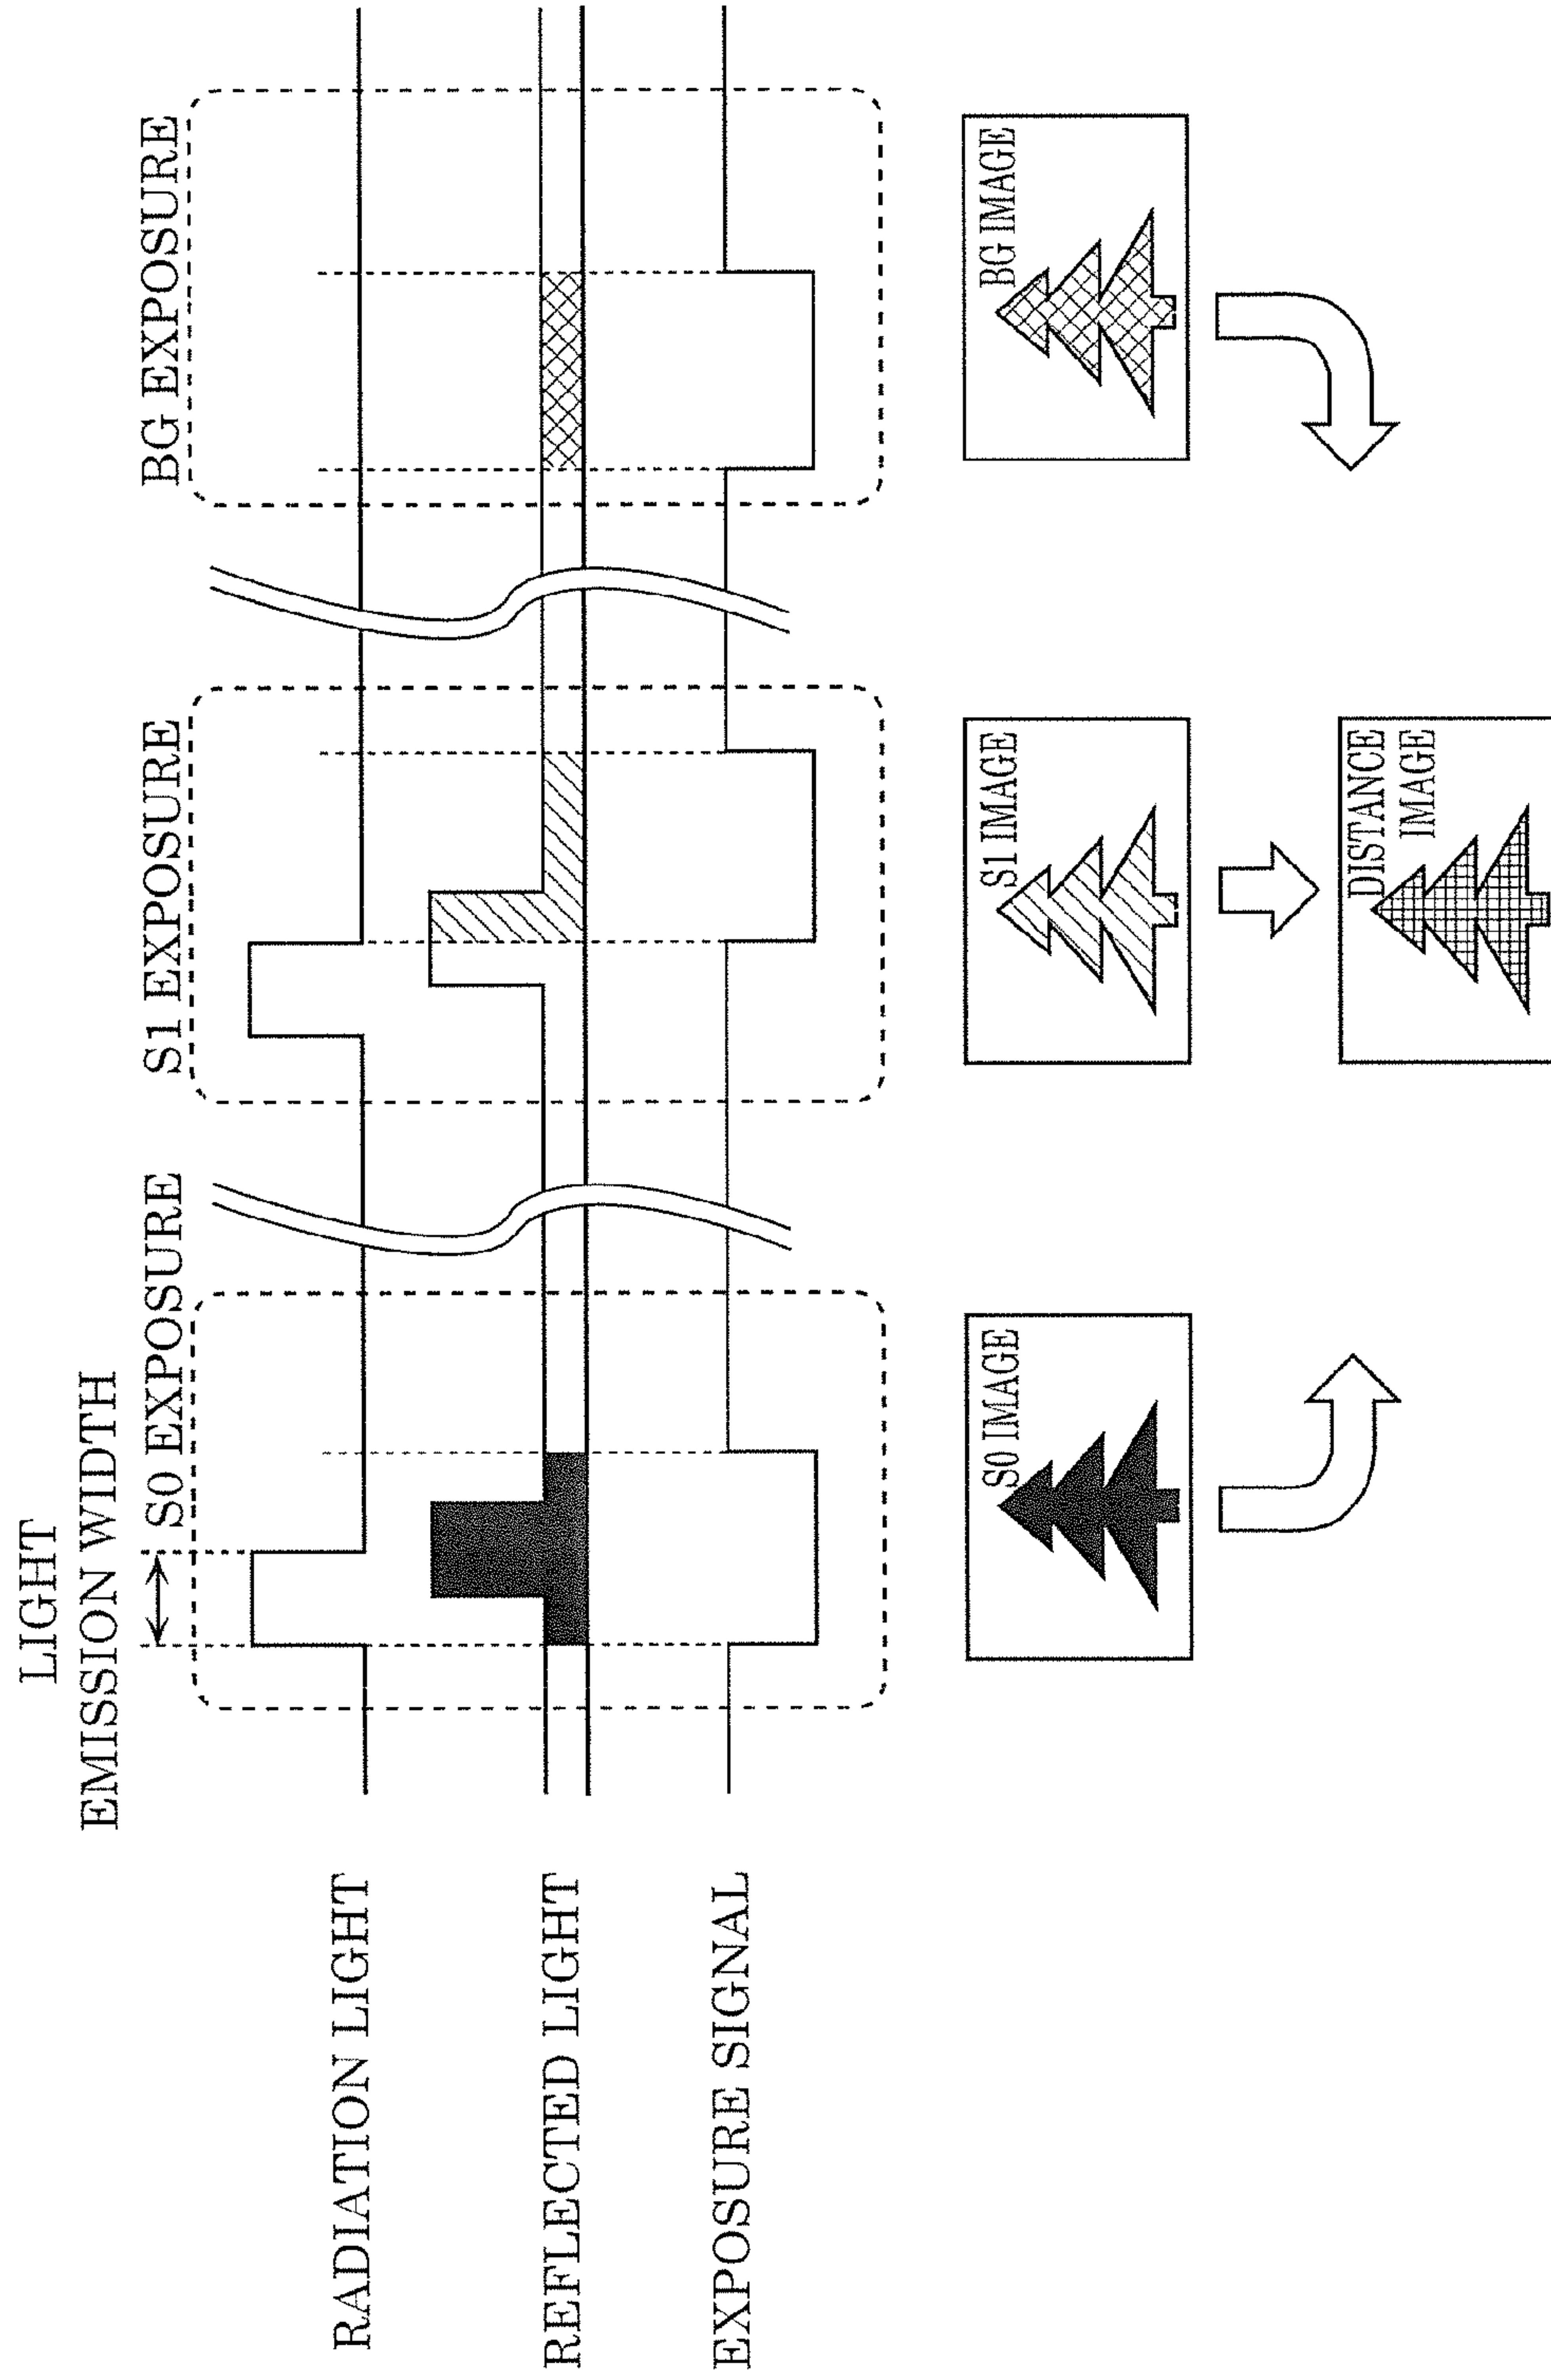 LIGHT
EMISSION WIDTH
S0 EXPOSURE
S1 EXPOSURE
BG EXPOSURE
RADIATION LIGHT
REFLECTED LIGHT
EXPOSURE SIGNAL
S0 IMAGE
S1 IMAGE
BG IMAGE
DISTANCE
IMAGE